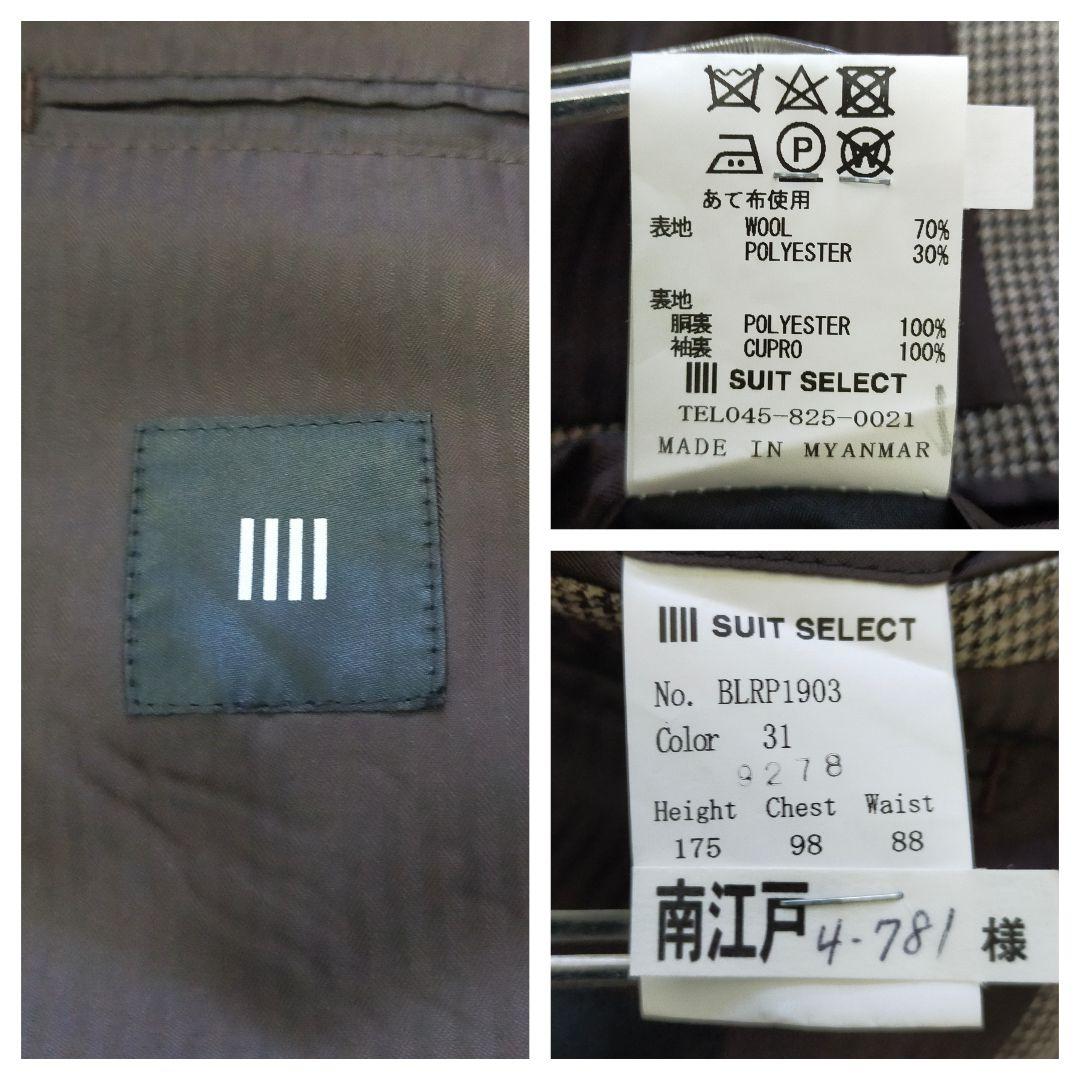 P W
あて布使用
表地 WOOL 70%
POLYESTER 30%
裏地
胴裏 POLYESTER 100%
袖裏 CUPRO 100%
SUIT SELECT
TEL045-825-0021
MADE IN MYANMAR
SUIT SELECT
No. BLRP1903
Color 31
9278
Height Chest Waist
175 98 88
南江戸 4-781 様